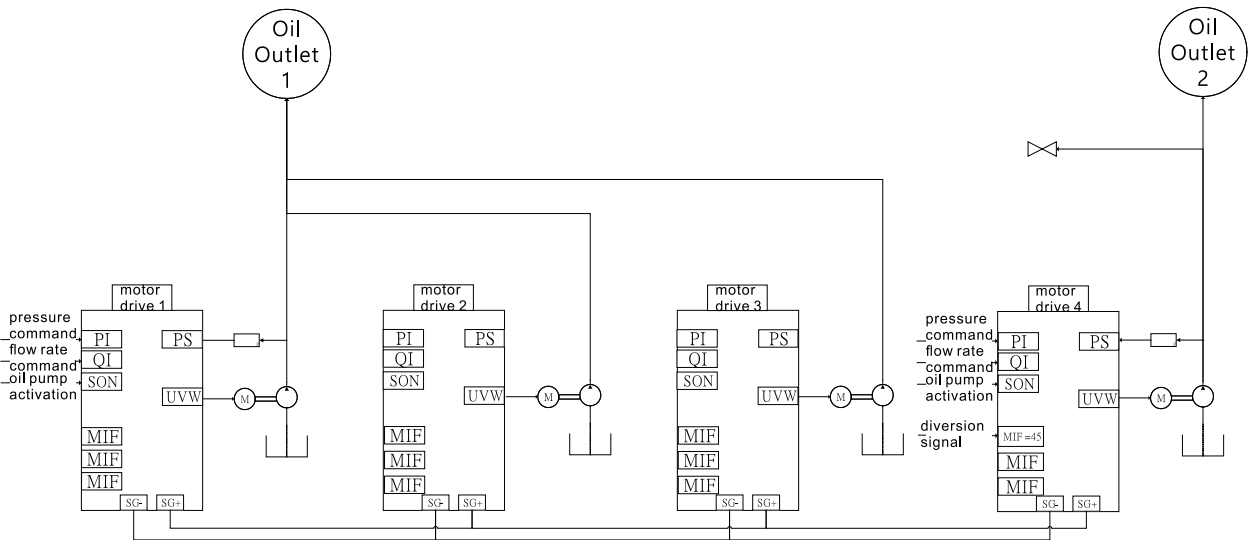 Oil
Outlet
1
Oil
Outlet
2
motor
drive 1
pressure
command
flow rate
command
oil pump
activation
PI
QI
SON
PS
UVW
M
MIF
MIF
MIF
SG-
SG+
motor
drive 2
PI
QI
SON
PS
UVW
M
MIF
MIF
MIF
SG-
SG+
motor
drive 3
PI
QI
SON
PS
UVW
M
MIF
MIF
MIF
SG-
SG+
motor
drive 4
pressure
command
flow rate
command
oil pump
activation
diversion
signal
PI
QI
SON
PS
UVW
M
MIF=45
MIF
MIF
SG-
SG+